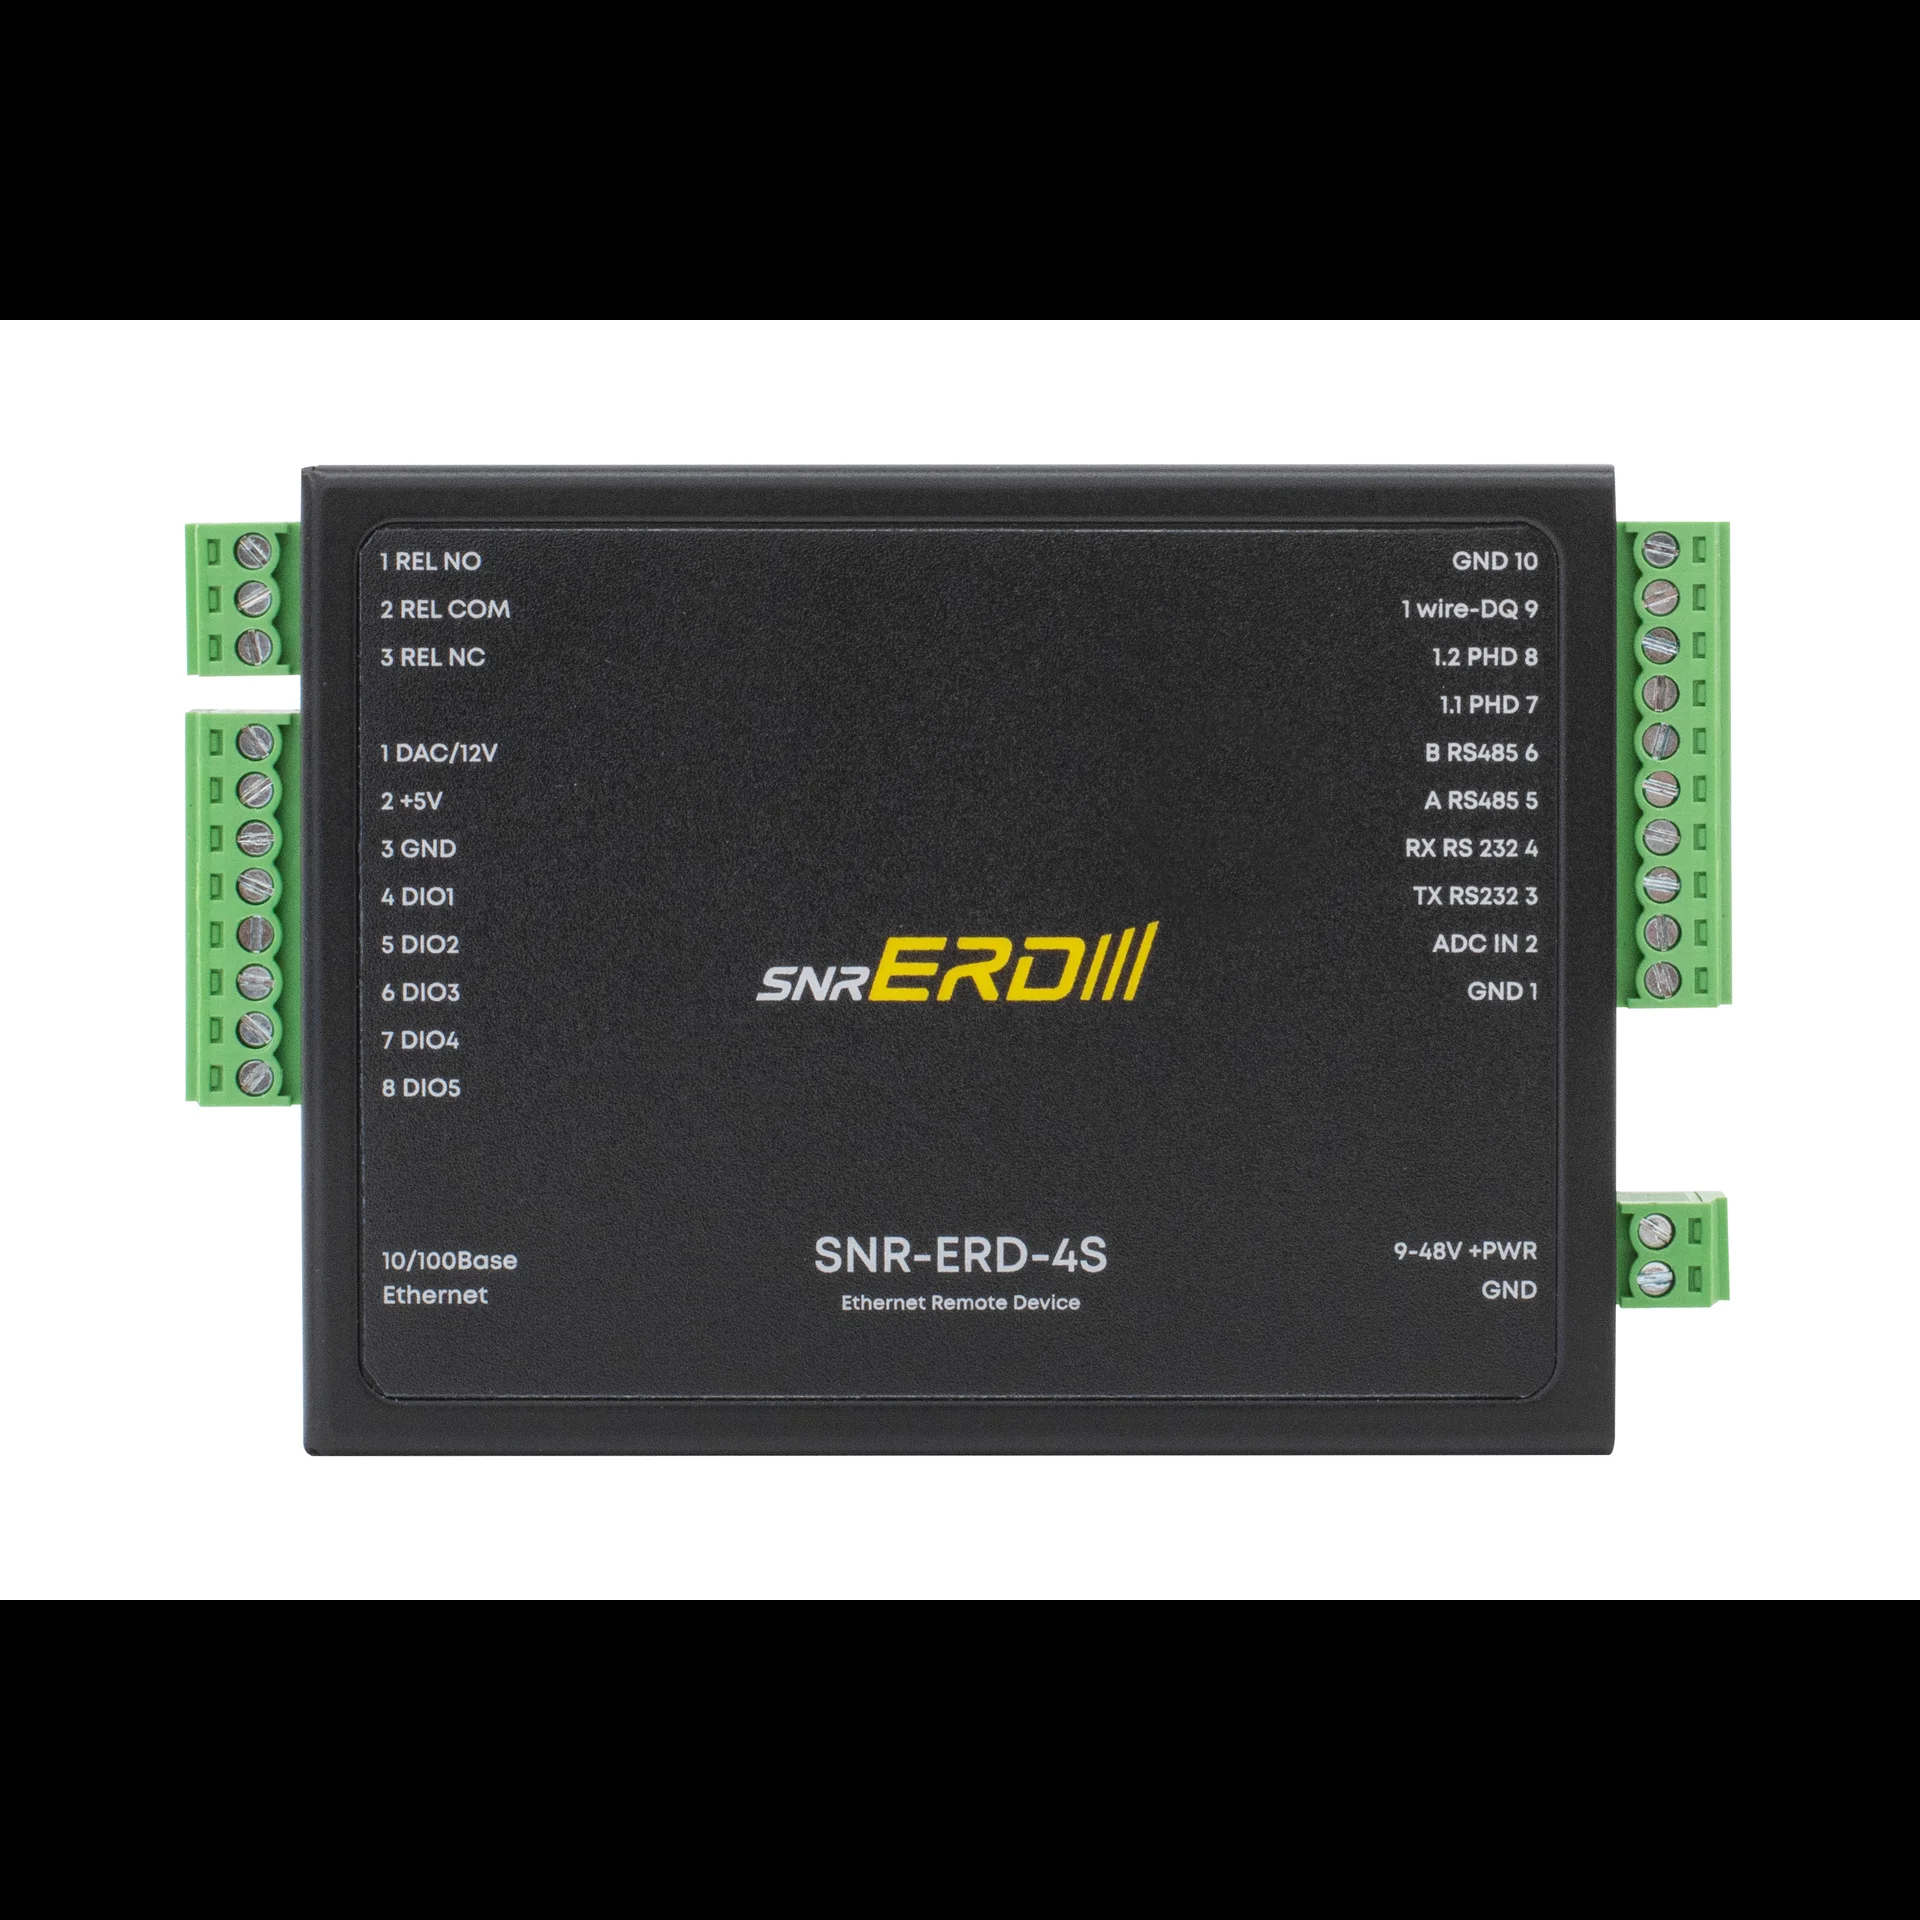 1 REL NO
2 REL COM
3 REL NC
1 DAC/12V
2 +5V
3 GND
4 DIO1
5 DIO2
6 DIO3
7 DIO4
8 DIO5
10/100Base
Ethernet
SNR ERD
SNR-ERD-4S
Ethernet Remote Device
GND 10
1 wire-DQ 9
1.2 PHD 8
1.1 PHD 7
B RS485 6
A RS485 5
RX RS 232 4
TX RS232 3
ADC IN 2
GND 1
9-48V +PWR
GND